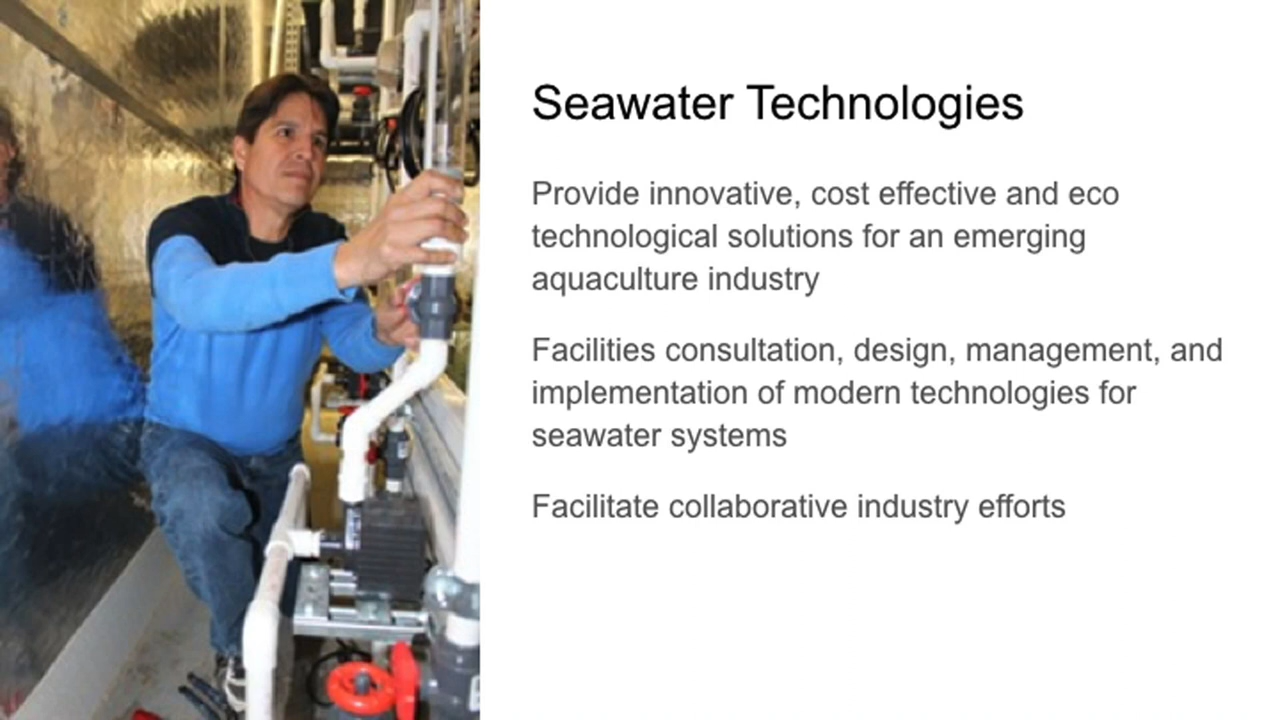 Seawater Technologies
Provide innovative, cost effective and eco
technological solutions for an emerging
aquaculture industry
Facilities consultation, design, management, and
implementation of modern technologies for
seawater systems
Facilitate collaborative industry efforts